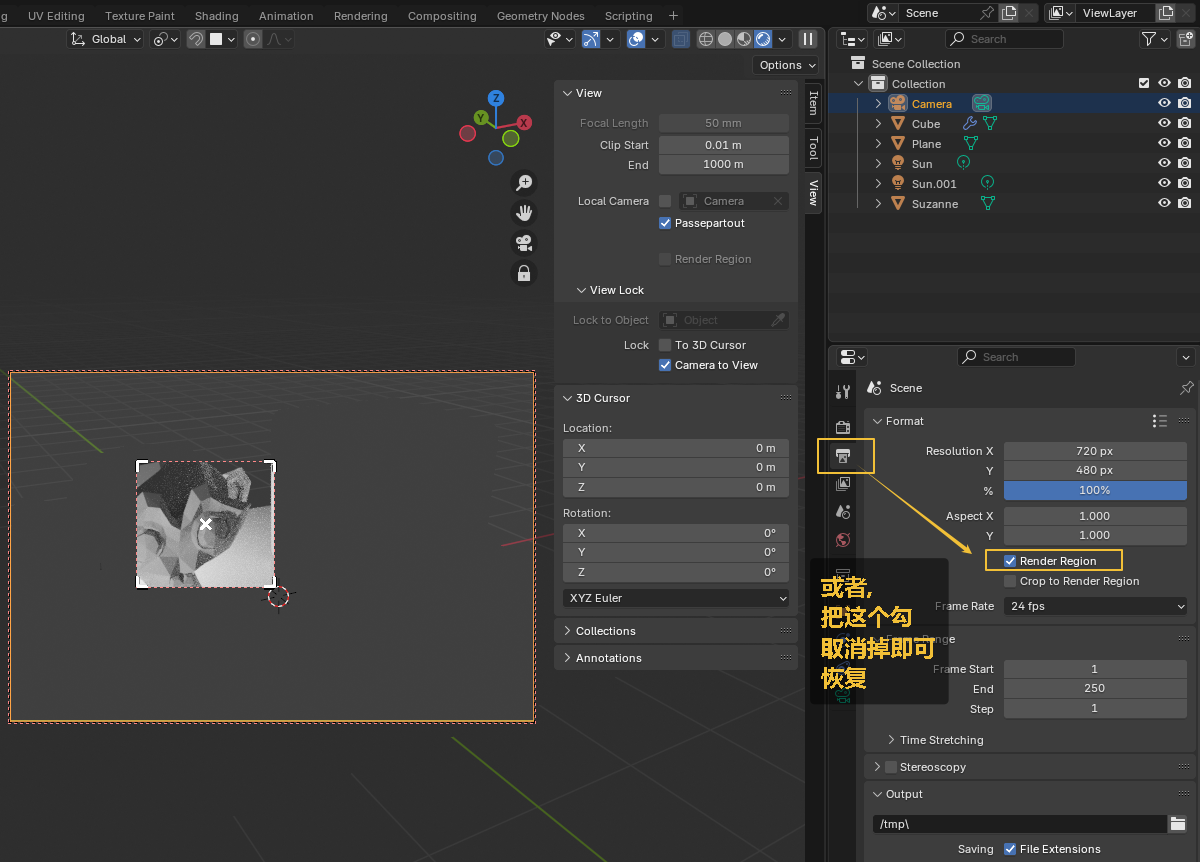 UV Editing Texture Paint Shading Animation Rendering Compositing Geometry Nodes Scripting +
Scene
ViewLayer
Global
Options
Search
Scene Collection
Collection
Camera
Cube
Plane
Sun
Sun.001
Suzanne
Z
Y
X
Item
Tool
View
View
Focal Length 50 mm
Clip Start 0.01 m
End 1000 m
Local Camera Camera
Passepartout
Render Region
View Lock
Lock to Object Object
Lock To 3D Cursor
Camera to View
3D Cursor
Location:
X 0 m
Y 0 m
Z 0 m
Rotation:
X 0°
Y 0°
Z 0°
XYZ Euler
Collections
Annotations
Search
Scene
Format
Resolution X 720 px
Y 480 px
% 100%
Aspect X 1.000
Y 1.000
Render Region
Crop to Render Region
Frame Rate 24 fps
Frame Range
Frame Start 1
End 250
Step 1
Time Stretching
Stereoscopy
Output
/tmp\
Saving File Extensions
或者,
把这个勾
取消掉即可
恢复